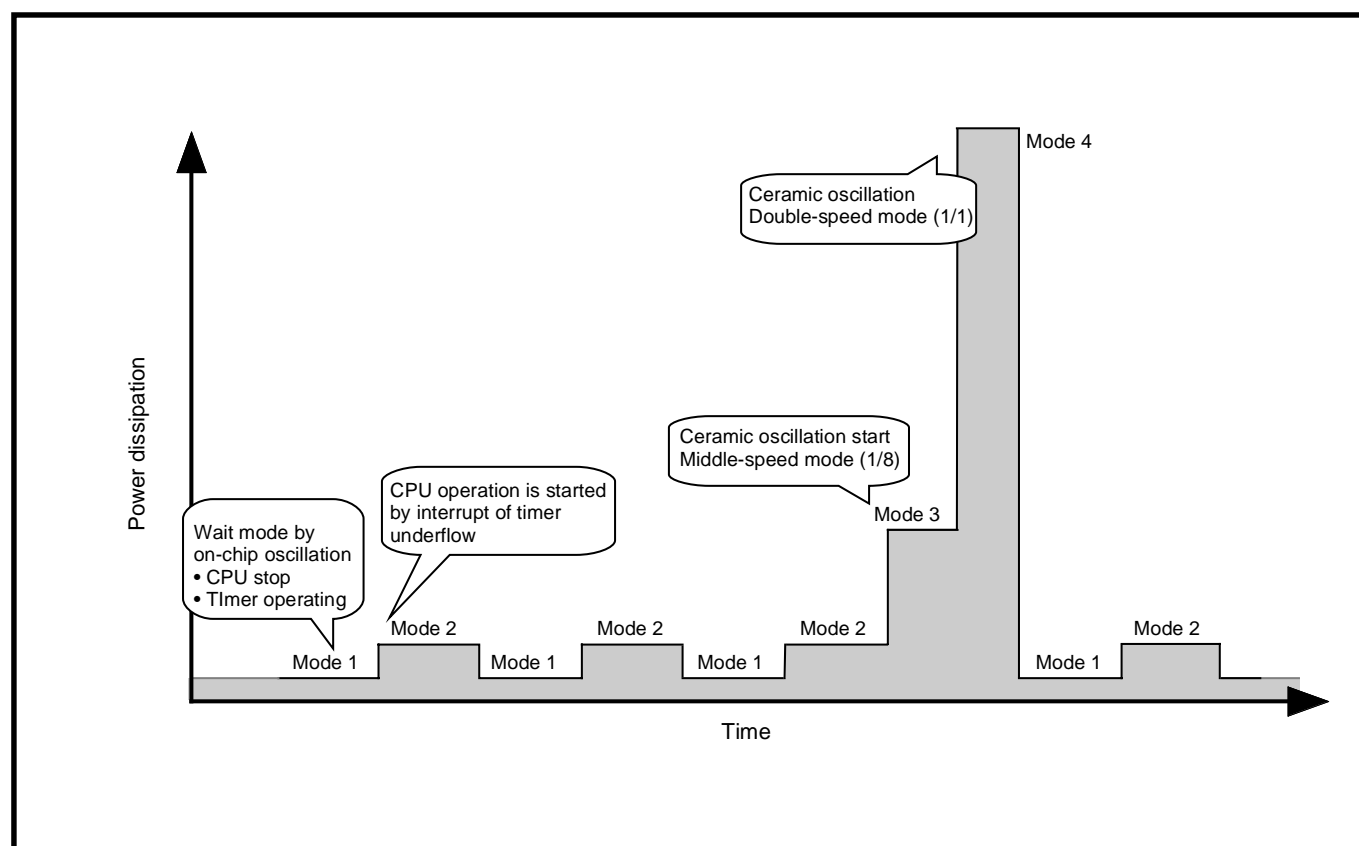 Mode 4
Ceramic oscillation
Double-speed mode (1/1)
Power dissipation
Ceramic oscillation start
Middle-speed mode (1/8)
Mode 3
CPU operation is started
by interrupt of timer
underflow
Wait mode by
on-chip oscillation
• CPU stop
• TImer operating
Mode 2
Mode 2
Mode 2
Mode 2
Mode 1
Mode 1
Mode 1
Mode 1
Time